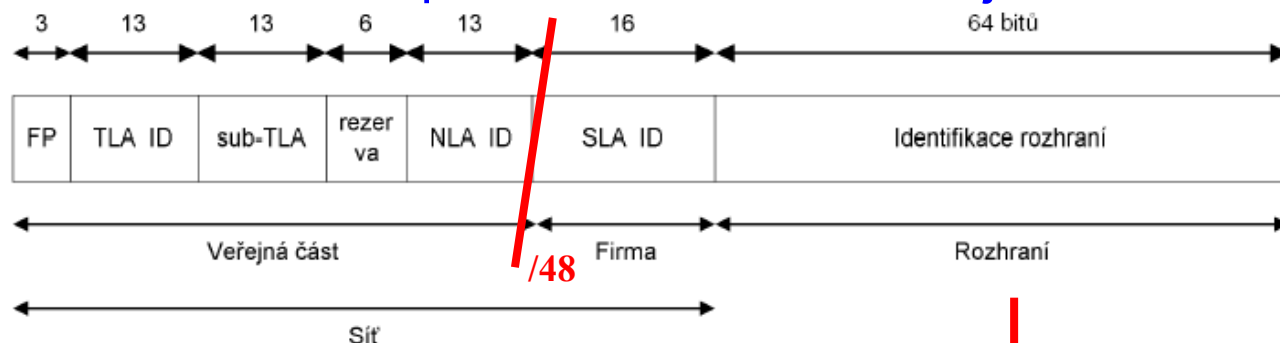 3 13 13 6 13 16 64 bitů
FP TLA ID sub-TLA rezer va NLA ID SLA ID Identifikace rozhraní
Veřejná část Firma Rozhraní
/48
Síť